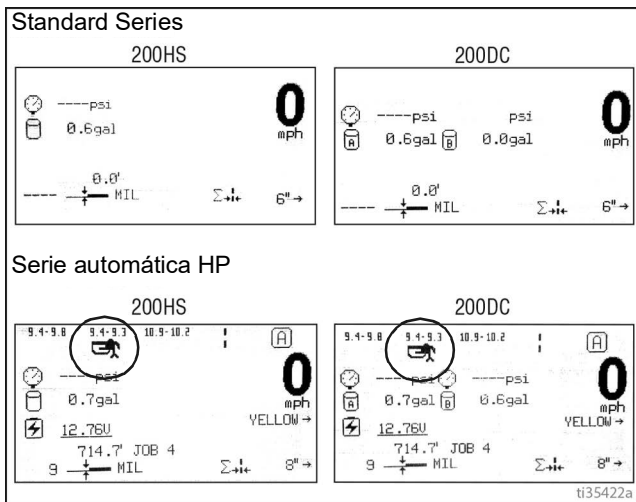 Standard Series
200HS
----psi
0.6gal
0
mph
0.0'
---- MIL
6"→
200DC
----psi psi
A 0.6gal B 0.0gal
0
mph
0.0'
---- MIL
6"→
Serie automática HP
200HS
9.4-9.8 9.4-9.3 10.9-10.2
A
----psi
0.7gal
0
mph
12.76V
YELLOW→
714.7' JOB 4
9 MIL
8"→
200DC
9.4-9.8 9.4-9.3 10.9-10.2
A
----psi ----psi
A 0.7gal B 0.6gal
0
mph
12.76V
YELLOW→
714.7' JOB 4
9 MIL
8"→
ti35422a